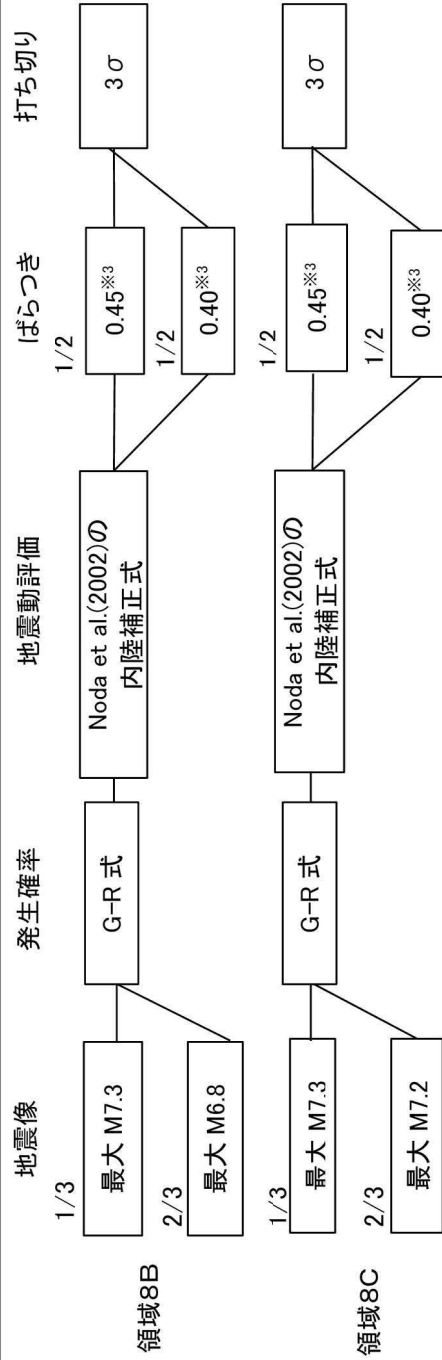 地震像
発生確率
地震動評価
ばらつき
打ち切り
領域8B
1/3
最大 M7.3
2/3
最大 M6.8
G-R 式
Noda et al.(2002)の
内陸補正式
1/2
0.45※3
1/2
0.40※3
3σ
領域8C
1/3
最大 M7.3
2/3
最大 M7.2
G-R 式
Noda et al.(2002)の
内陸補正式
1/2
0.45※3
1/2
0.40※3
3σ